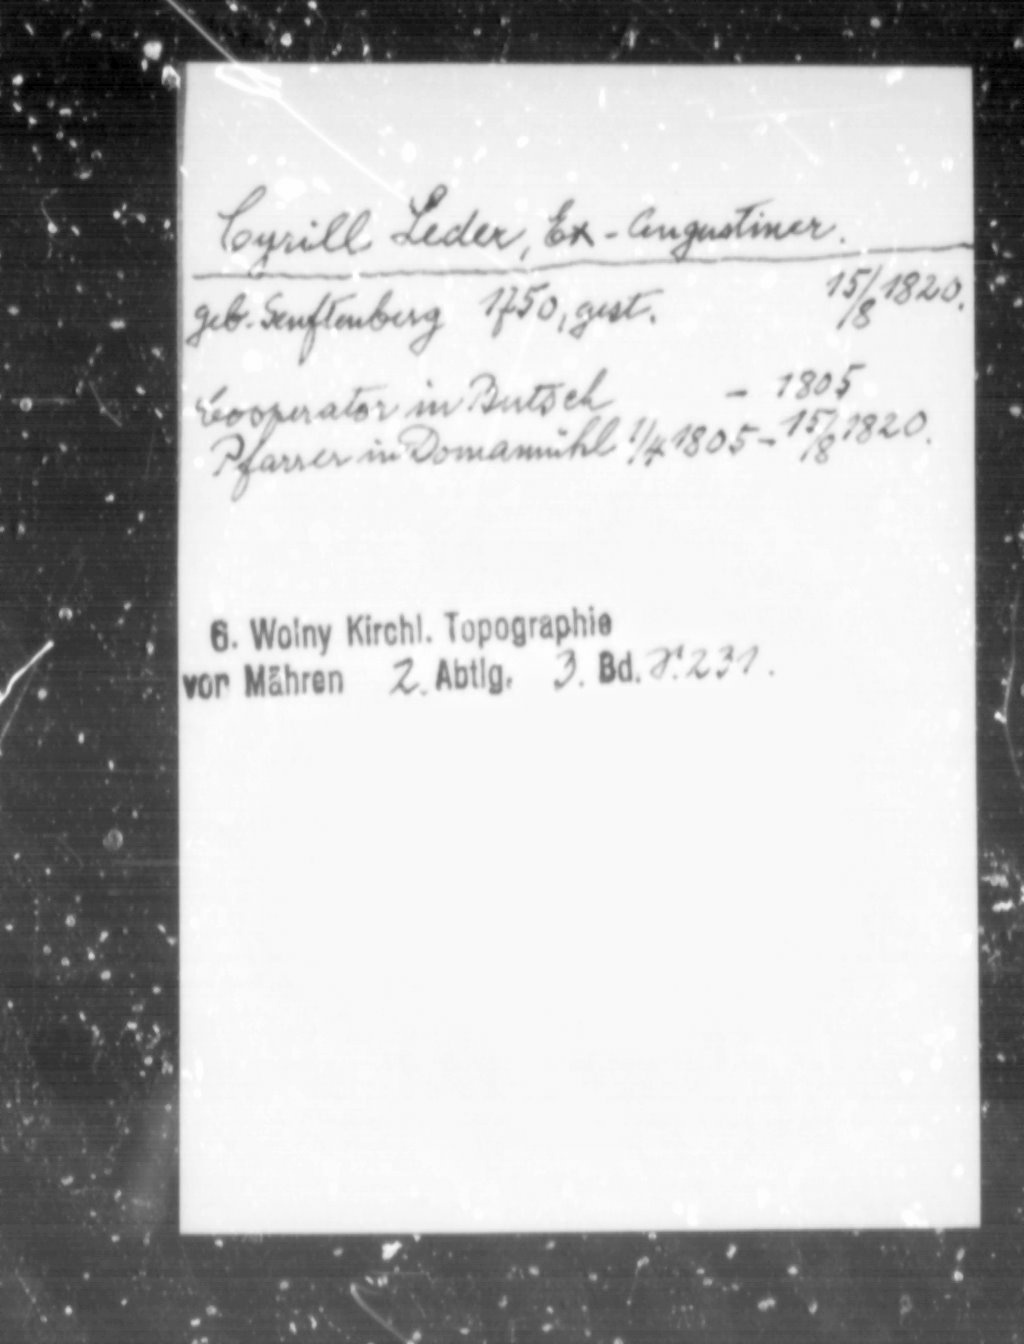 Cyrill Leder, Ex-Augustiner.
geb. Senftenberg 1750, gest. 15/8 1820.
Cooperator in Butsch – 1805
Pfarrer in Domamühl 1/4 1805 – 15/8 1820.
6. Wolny Kirchl. Topographie
von Mähren 2. Abtlg. 3. Bd. S. 231.